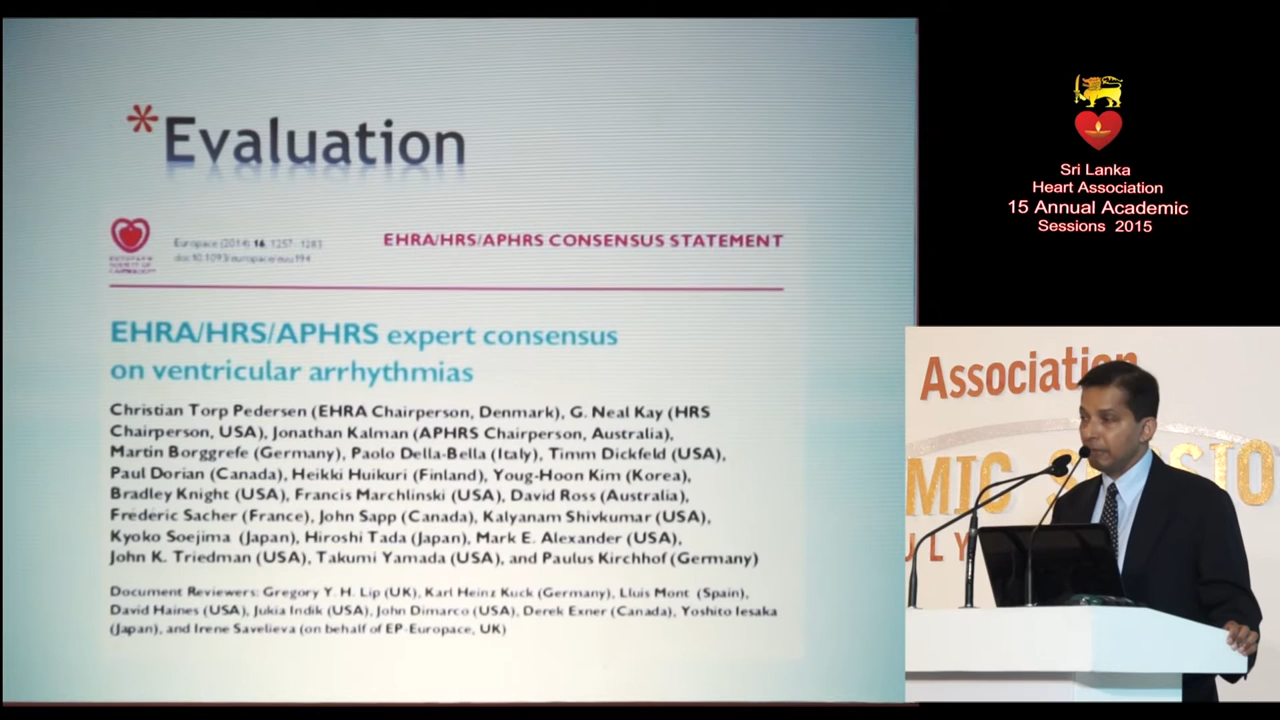 *Evaluation
Europace (2014) 16, 1257–1283
doi:10.1093/europace/euu194
EHRA/HRS/APHRS CONSENSUS STATEMENT
EUROPEAN
SOCIETY OF
CARDIOLOGY
EHRA/HRS/APHRS expert consensus
on ventricular arrhythmias
Christian Torp Pedersen (EHRA Chairperson, Denmark), G. Neal Kay (HRS
Chairperson, USA), Jonathan Kalman (APHRS Chairperson, Australia),
Martin Borggrefe (Germany), Paolo Della-Bella (Italy), Timm Dickfeld (USA),
Paul Dorian (Canada), Heikki Huikuri (Finland), Youg-Hoon Kim (Korea),
Bradley Knight (USA), Francis Marchlinski (USA), David Ross (Australia),
Frederic Sacher (France), John Sapp (Canada), Kalyanam Shivkumar (USA),
Kyoko Soejima (Japan), Hiroshi Tada (Japan), Mark E. Alexander (USA),
John K. Triedman (USA), Takumi Yamada (USA), and Paulus Kirchhof (Germany)
Document Reviewers: Gregory Y. H. Lip (UK), Karl Heinz Kuck (Germany), Lluis Mont (Spain),
David Haines (USA), Jukia Indik (USA), John Dimarco (USA), Derek Exner (Canada), Yoshito Iesaka
(Japan), and Irene Savelieva (on behalf of EP-Europace, UK)
Sri Lanka
Heart Association
15 Annual Academic
Sessions 2015
Association